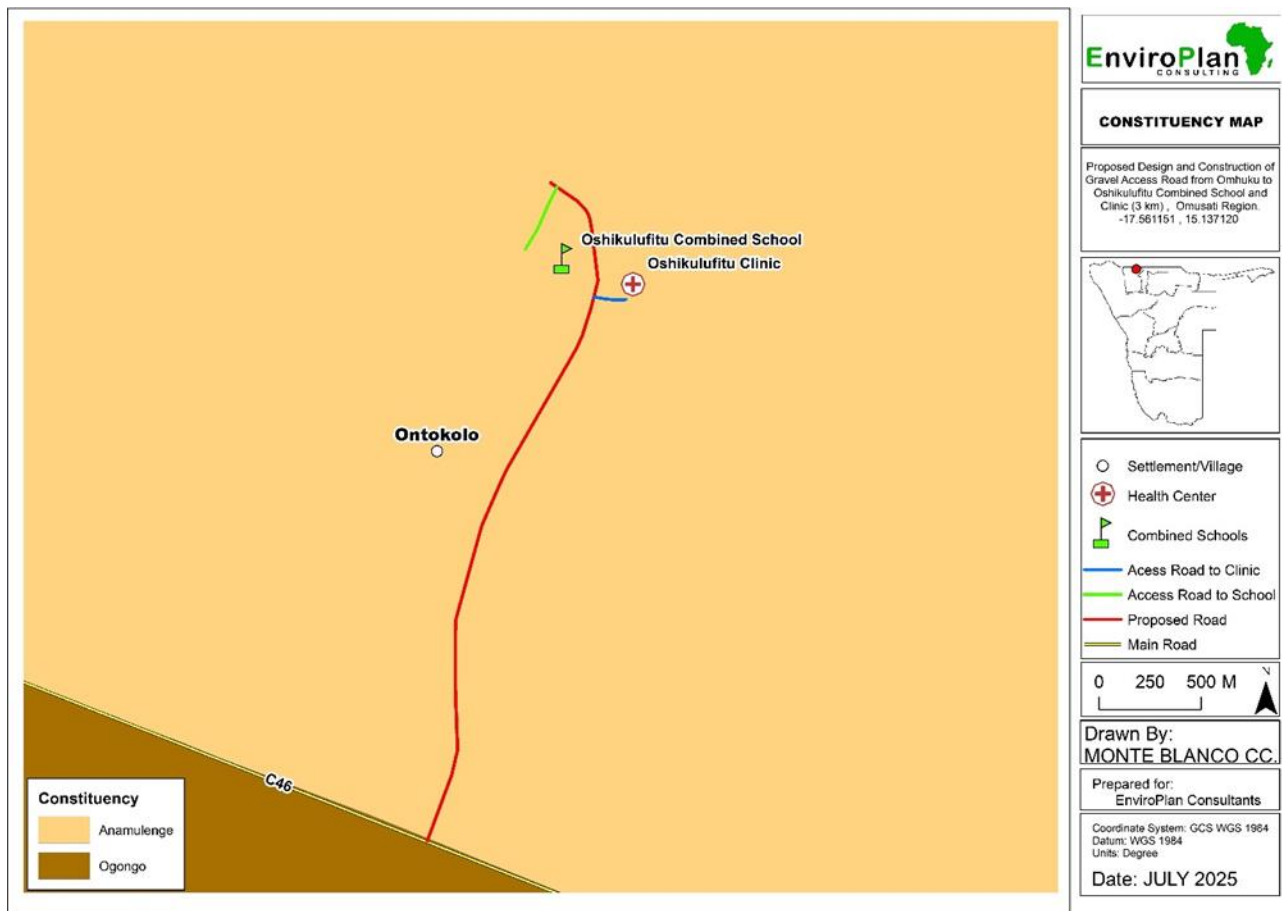 Oshikulufitu Combined School
Oshikulufitu Clinic
Ontokolo
C46
Constituency
Anamulenge
Ogongo
EnviroPlan
CONSULTING
CONSTITUENCY MAP
Proposed Design and Construction of
Gravel Access Road from Omhuku to
Oshikulufitu Combined School and
Clinic (3 km) , Omusati Region.
-17.561151 , 15.137120
Settlement/Village
Health Center
Combined Schools
Acess Road to Clinic
Access Road to School
Proposed Road
Main Road
0 250 500 M
N
Drawn By:
MONTE BLANCO CC.
Prepared for:
EnviroPlan Consultants
Coordinate System: GCS WGS 1984
Datum: WGS 1984
Units: Degree
Date: JULY 2025